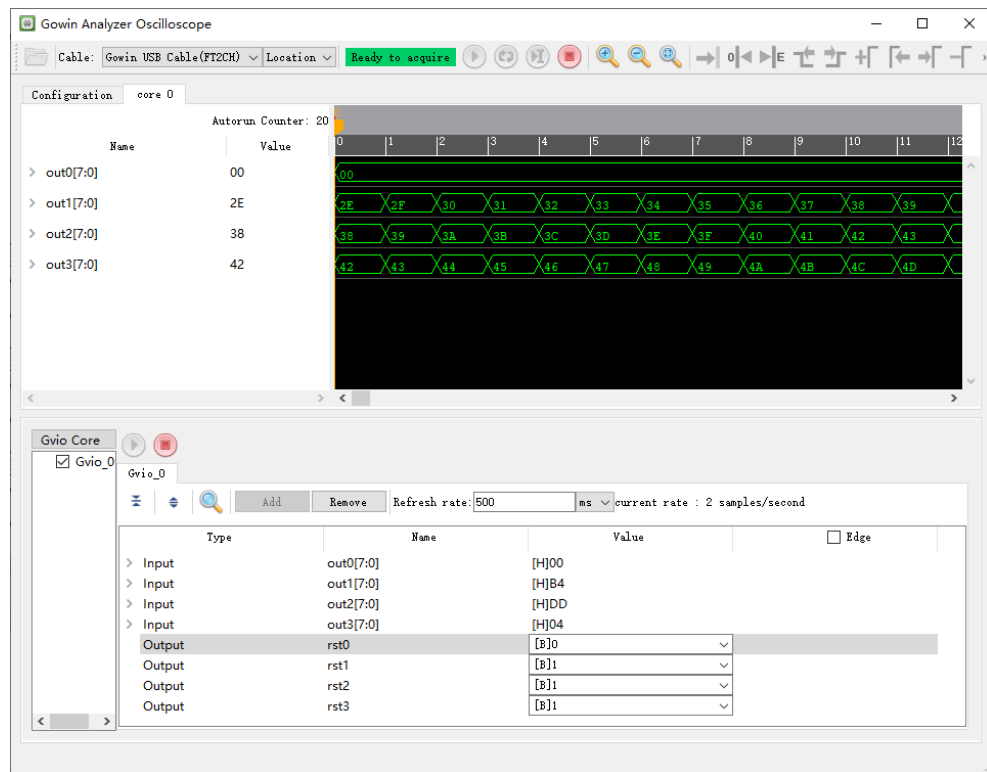 Gowin Analyzer Oscilloscope
Cable: Gowin USB Cable(FT2CH) Location Ready to acquire
Configuration core 0
Autorun Counter: 20
Name Value 0 1 2 3 4 5 6 7 8 9 10 11 12
out0[7:0] 00 00
out1[7:0] 2E 2E 2F 30 31 32 33 34 35 36 37 38 39
out2[7:0] 38 38 39 3A 3B 3C 3D 3E 3F 40 41 42 43
out3[7:0] 42 42 43 44 45 46 47 48 49 4A 4B 4C 4D
Gvio Core
Gvio_0
Gvio_0
Add Remove Refresh rate: 500 ms current rate : 2 samples/second
Type Name Value Edge
Input out0[7:0] [H]00
Input out1[7:0] [H]B4
Input out2[7:0] [H]DD
Input out3[7:0] [H]04
Output rst0 [B]0
Output rst1 [B]1
Output rst2 [B]1
Output rst3 [B]1